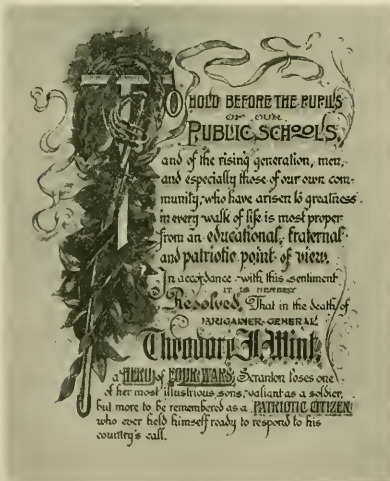 TO HOLD BEFORE THE PUPILS
OF OUR
PUBLIC SCHOOLS,
and of the rising generation, men,
and especially those of our own com-
munity, who have arisen to greatness
in every walk of life is most proper
from an educational, fraternal
and patriotic point of view.
In accordance with this sentiment
IT IS HEREBY
Resolved, That in the death of
BRIGADIER-GENERAL
Theodore J. Wint,
a HERO of FOUR WARS, Scranton loses one
of her most illustrious sons, valiant as a soldier,
but more to be remembered as a PATRIOTIC CITIZEN
who ever held himself ready to respond to his
country's call.